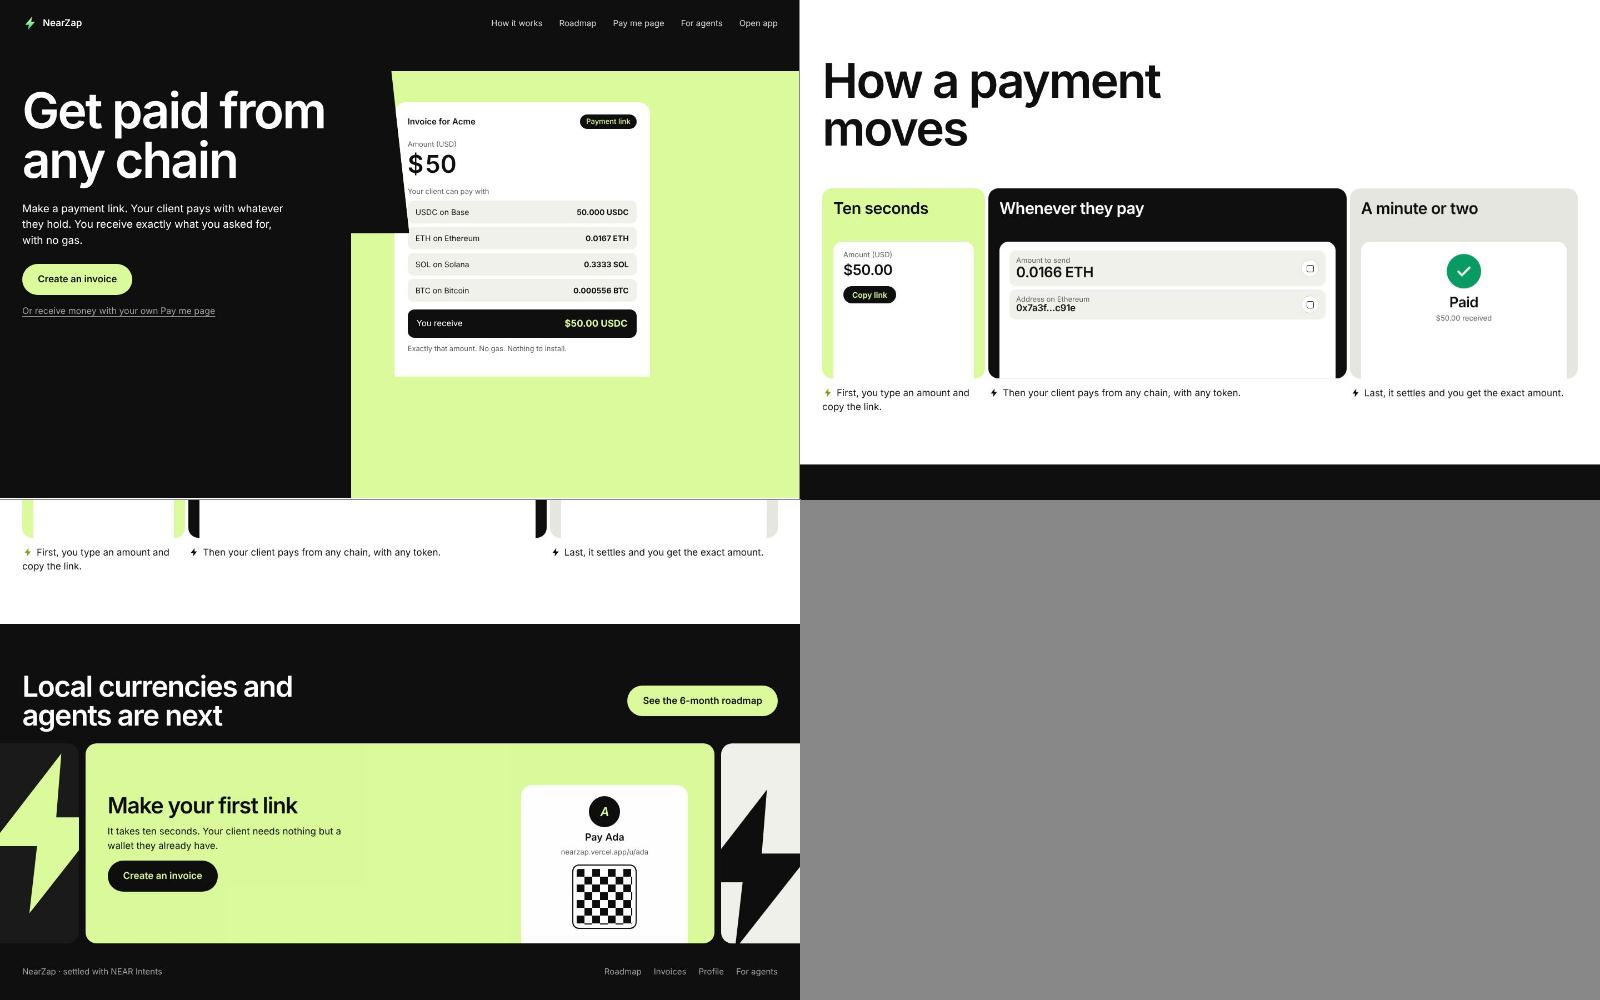 NearZap
How it works
Roadmap
Pay me page
For agents
Open app
Get paid from
any chain
Make a payment link. Your client pays with whatever
they hold. You receive exactly what you asked for,
with no gas.
Create an invoice
Or receive money with your own Pay me page
Invoice for Acme
Payment link
Amount (USD)
$50
Your client can pay with
USDC on Base
50.000 USDC
ETH on Ethereum
0.0167 ETH
SOL on Solana
0.3333 SOL
BTC on Bitcoin
0.000556 BTC
You receive
$50.00 USDC
Exactly that amount. No gas. Nothing to install.
How a payment
moves
Ten seconds
Amount (USD)
$50.00
Copy link
First, you type an amount and
copy the link.
Whenever they pay
Amount to send
0.0166 ETH
Address on Ethereum
0x7a3f...c91e
Then your client pays from any chain, with any token.
A minute or two
Paid
$50.00 received
Last, it settles and you get the exact amount.
First, you type an amount and
copy the link.
Then your client pays from any chain, with any token.
Last, it settles and you get the exact amount.
Local currencies and
agents are next
See the 6-month roadmap
Make your first link
It takes ten seconds. Your client needs nothing but a
wallet they already have.
Create an invoice
A
Pay Ada
nearzap.vercel.app/u/ada
NearZap · settled with NEAR Intents
Roadmap
Invoices
Profile
For agents